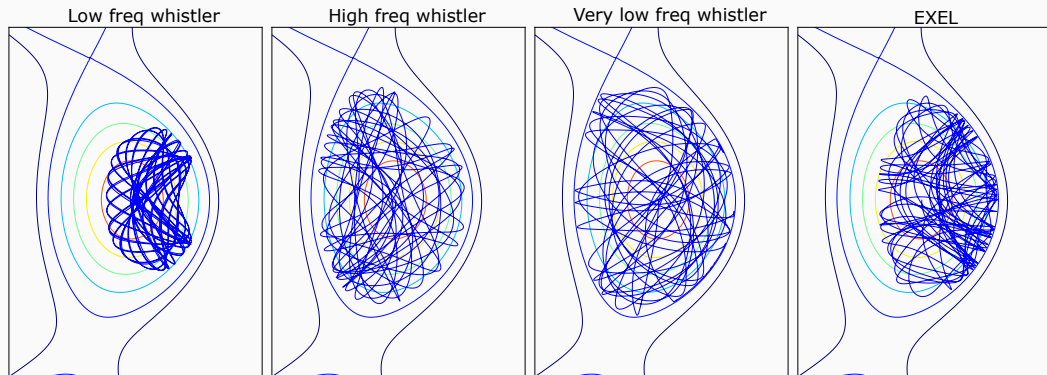 Low freq whistler
High freq whistler
Very low freq whistler
EXEL